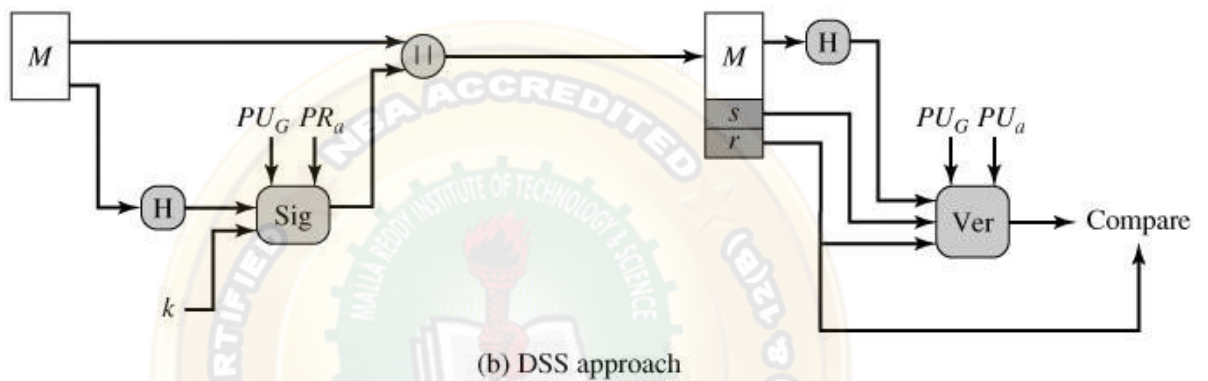 M
||
M
H
s
r
PU_G PR_a
PU_G PU_a
H
Sig
Ver
Compare
k
(b) DSS approach
NBA ACCREDITED
MALLA REDDY INSTITUTE OF TECHNOLOGY & SCIENCE